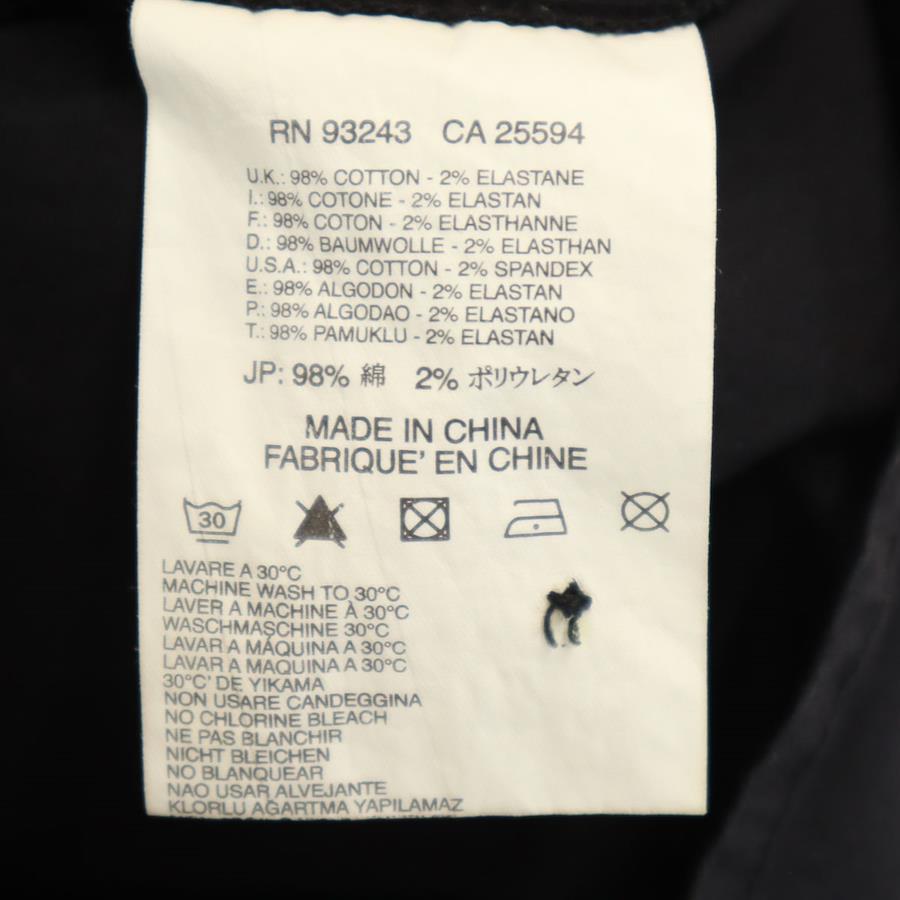 RN 93243 CA 25594
U.K.: 98% COTTON - 2% ELASTANE
I.: 98% COTONE - 2% ELASTAN
F.: 98% COTON - 2% ELASTHANNE
D.: 98% BAUMWOLLE - 2% ELASTHAN
U.S.A.: 98% COTTON - 2% SPANDEX
E.: 98% ALGODON - 2% ELASTAN
P.: 98% ALGODAO - 2% ELASTANO
T.: 98% PAMUKLU - 2% ELASTAN
JP: 98% 綿 2% ポリウレタン
MADE IN CHINA
FABRIQUE' EN CHINE
30
LAVARE A 30°C
MACHINE WASH TO 30°C
LAVER A MACHINE À 30°C
WASCHMASCHINE 30°C
LAVAR A MÁQUINA A 30°C
LAVAR A MAQUINA A 30°C
30°C' DE YIKAMA
NON USARE CANDEGGINA
NO CHLORINE BLEACH
NE PAS BLANCHIR
NICHT BLEICHEN
NO BLANQUEAR
NAO USAR ALVEJANTE
KLORLU AGARTMA YAPILAMAZ